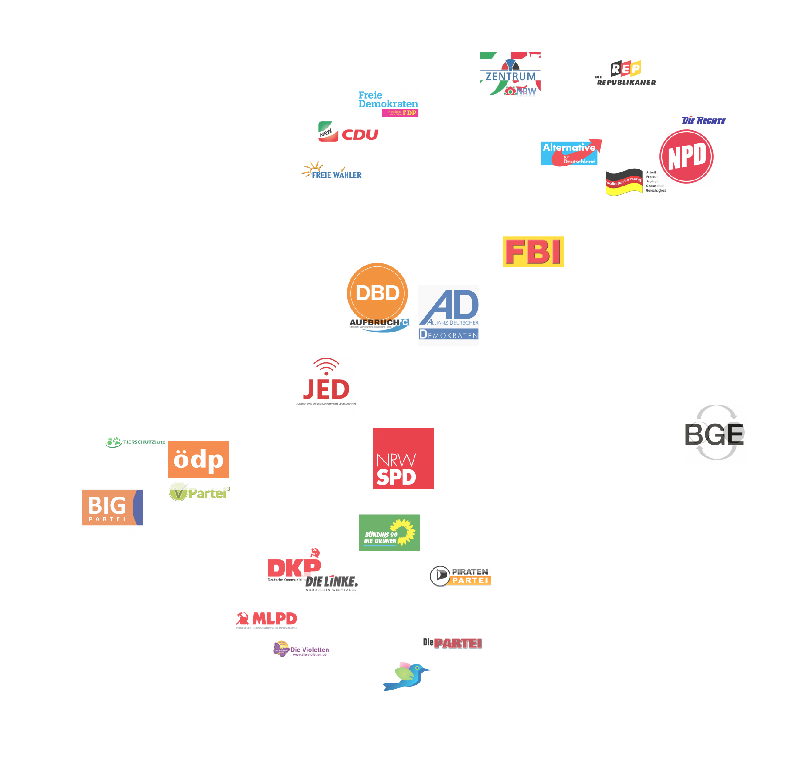 ZENTRUM
NRW
REP
DIE REPUBLIKANER
Freie
Demokraten
FDP
DIE RECHTE
NRW
CDU
Alternative
für
Deutschland
NPD
FREIE WÄHLER
FBI
DBD
AUFBRUCH C
AD
ALLIANZ DEUTSCHER
DEMOKRATEN
JED
BGE
NRW
SPD
TIERSCHUTZliste
ödp
V-Partei³
BIG
PARTEI
BÜNDNIS 90
DIE GRÜNEN
DKP
DIE LINKE.
PIRATEN
PARTEI
MLPD
Die Violetten
Die PARTEI